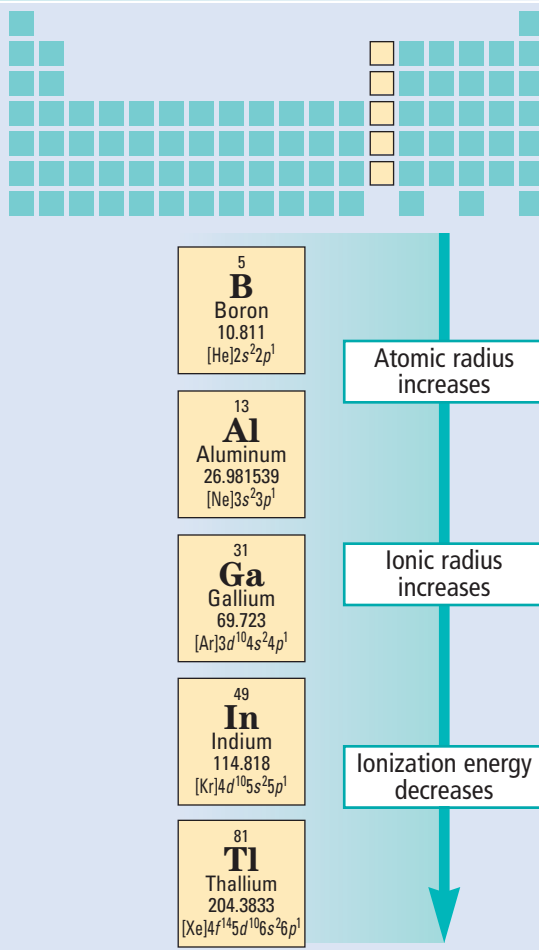 5
B
Boron
10.811
[He]2s²2p¹
13
Al
Aluminum
26.981539
[Ne]3s²3p¹
31
Ga
Gallium
69.723
[Ar]3d¹⁰4s²4p¹
49
In
Indium
114.818
[Kr]4d¹⁰5s²5p¹
81
Tl
Thallium
204.3833
[Xe]4f¹⁴5d¹⁰6s²6p¹
Atomic radius
increases
Ionic radius
increases
Ionization energy
decreases